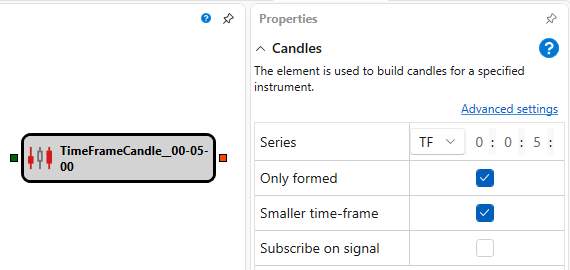 Properties
Candles
The element is used to build candles for a specified
instrument.
Advanced settings
TimeFrameCandle__00-05-
00
Series TF 0 : 0 : 5 :
Only formed
Smaller time-frame
Subscribe on signal